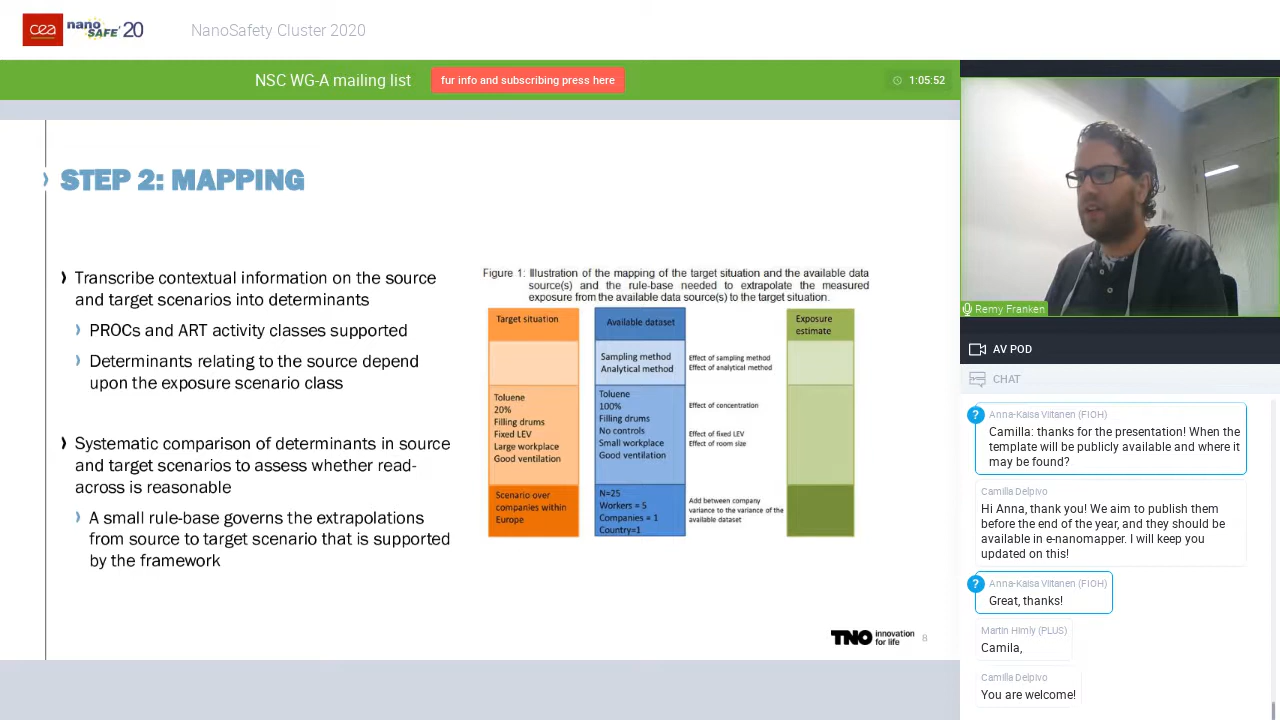 cea
nano
SAFE'20
NanoSafety Cluster 2020
NSC WG-A mailing list
fur info and subscribing press here
1:05:52
STEP 2: MAPPING
Transcribe contextual information on the source
and target scenarios into determinants
PROCs and ART activity classes supported
Determinants relating to the source depend
upon the exposure scenario class
Systematic comparison of determinants in source
and target scenarios to assess whether read-
across is reasonable
A small rule-base governs the extrapolations
from source to target scenario that is supported
by the framework
Figure 1: Illustration of the mapping of the target situation and the available data
source(s) and the rule-base needed to extrapolate the measured
exposure from the available data source(s) to the target situation.
Target situation
Toluene
20%
Filling drums
Fixed LEV
Large workplace
Good ventilation
Scenario over
companies within
Europe
Available dataset
Sampling method
Analytical method
Toluene
100%
Filling drums
No controls
Small workplace
Good ventilation
N=25
Workers = 5
Companies = 1
Country=1
Effect of sampling method
Effect of analytical method
Effect of concentration
Effect of fixed LEV
Effect of room size
Add between company
variance to the variance of the
available dataset
Exposure
estimate
TNO innovation
for life
8
Remy Franken
AV POD
CHAT
?
Anna-Kaisa Viitanen (FIOH)
Camilla: thanks for the presentation! When the
template will be publicly available and where it
may be found?
Camilla Delpivo
Hi Anna, thank you! We aim to publish them
before the end of the year, and they should be
available in e-nanomapper. I will keep you
updated on this!
?
Anna-Kaisa Viitanen (FIOH)
Great, thanks!
Martin Himly (PLUS)
Camila,
Camilla Delpivo
You are welcome!